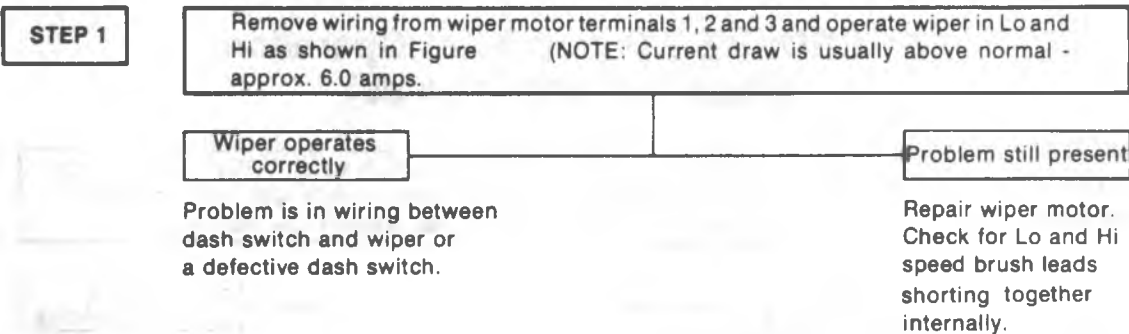 STEP 1
Remove wiring from wiper motor terminals 1, 2 and 3 and operate wiper in Lo and
Hi as shown in Figure (NOTE: Current draw is usually above normal -
approx. 6.0 amps.
Wiper operates
correctly
Problem still present
Problem is in wiring between
dash switch and wiper or
a defective dash switch.
Repair wiper motor.
Check for Lo and Hi
speed brush leads
shorting together
internally.